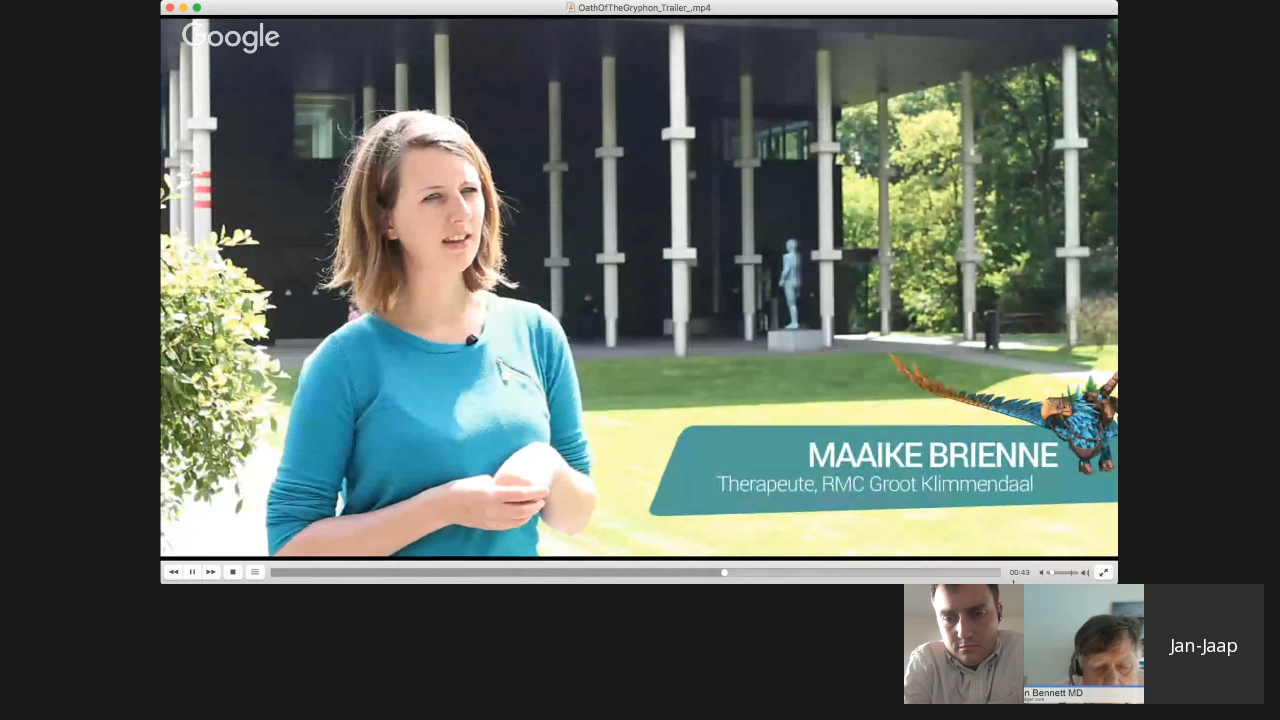 OathOfTheGryphon_Trailer_.mp4
Google
MAAIKE BRIENNE
Therapeute, RMC Groot Klimmendaal
00:43
n Bennett MD
Jan-Jaap